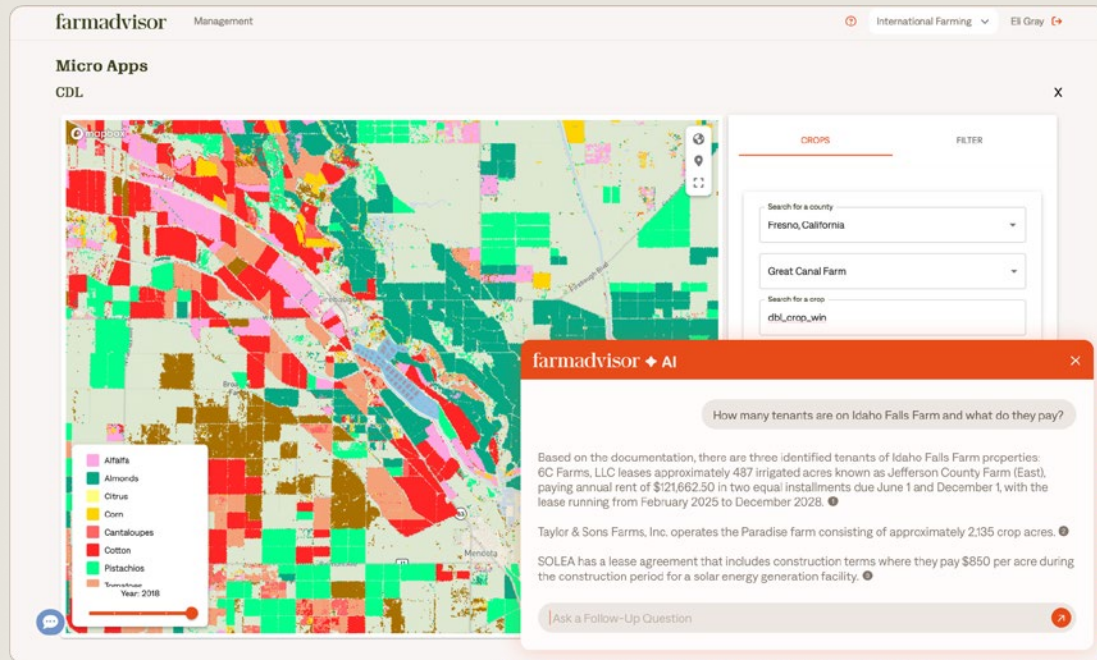 farmadvisor Management International Farming Eli Gray
Micro Apps
CDL X
mapbox
CROPS FILTER
Search for a county
Fresno, California
Great Canal Farm
Search for a crop
dbl_crop_win
Mendota
Alfalfa
Almonds
Citrus
Corn
Cantaloupes
Cotton
Pistachios
Tomatoes
Year: 2018
farmadvisor AI
How many tenants are on Idaho Falls Farm and what do they pay?
Based on the documentation, there are three identified tenants of Idaho Falls Farm properties:
6C Farms, LLC leases approximately 487 irrigated acres known as Jefferson County Farm (East),
paying annual rent of $121,662.50 in two equal installments due June 1 and December 1, with the
lease running from February 2025 to December 2028.
Taylor & Sons Farms, Inc. operates the Paradise farm consisting of approximately 2,135 crop acres.
SOLEA has a lease agreement that includes construction terms where they pay $850 per acre during
the construction period for a solar energy generation facility.
Ask a Follow-Up Question